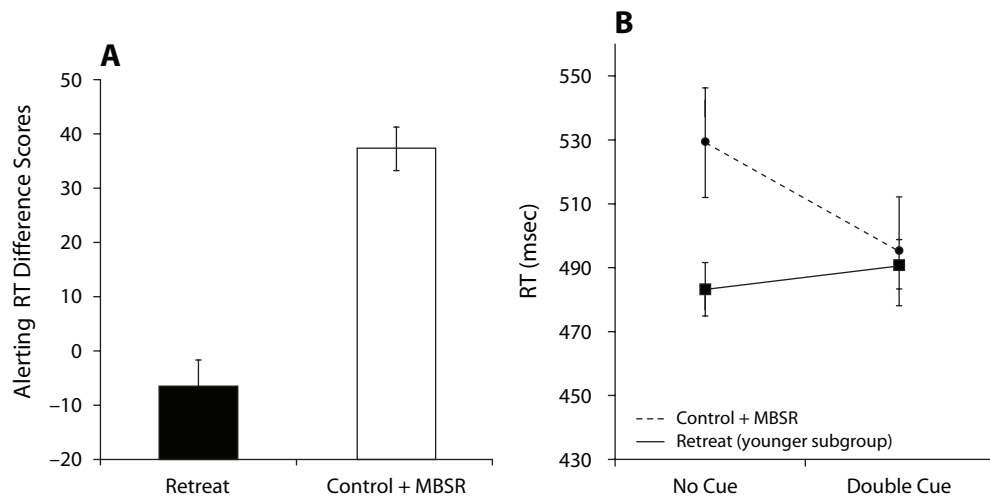 A
Alerting RT Difference Scores
50
40
30
20
10
0
–10
–20
Retreat
Control + MBSR
B
RT (msec)
550
530
510
490
470
450
430
Control + MBSR
Retreat (younger subgroup)
No Cue
Double Cue